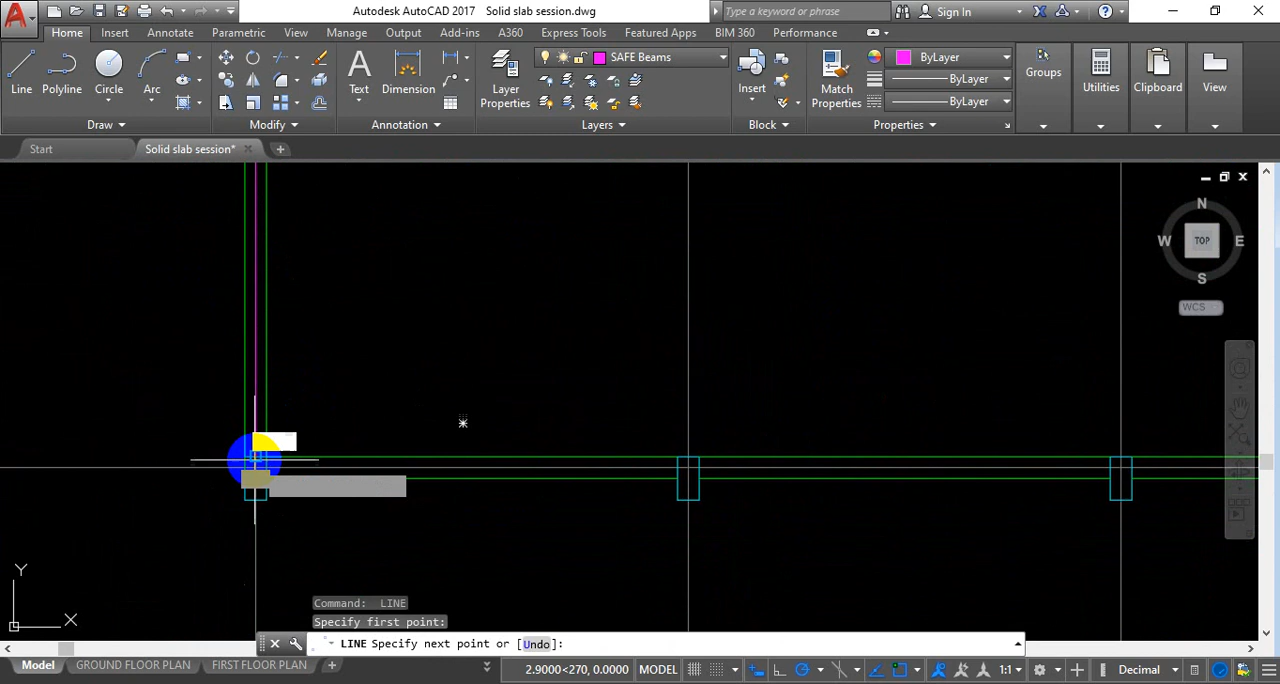 Autodesk AutoCAD 2017 Solid slab session.dwg
Type a keyword or phrase
Sign In
Home Insert Annotate Parametric View Manage Output Add-ins A360 Express Tools Featured Apps BIM 360 Performance
SAFE Beams
ByLayer
ByLayer
ByLayer
Line Polyline Circle Arc
Text Dimension
Layer
Properties
Insert
Match
Properties
Groups
Utilities
Clipboard
View
Draw Modify Annotation Layers Block Properties
Start
Solid slab session*
N
W TOP E
S
WCS
Y
X
Command: LINE
Specify first point:
LINE Specify next point or [Undo]:
Model GROUND FLOOR PLAN FIRST FLOOR PLAN
2.9000<270, 0.0000 MODEL 1:1 Decimal